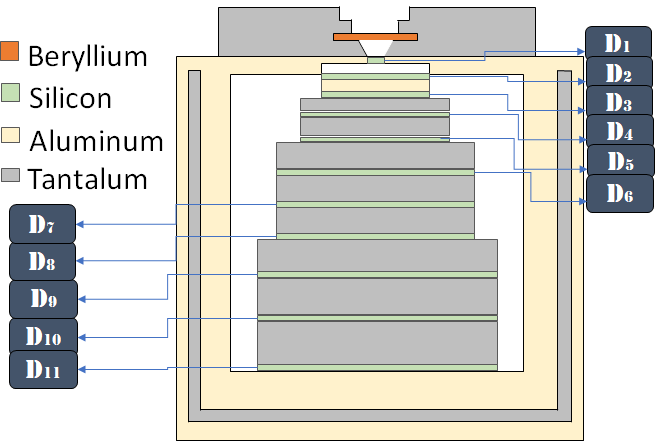 Beryllium
Silicon
Aluminum
Tantalum
D1
D2
D3
D4
D5
D6
D7
D8
D9
D10
D11